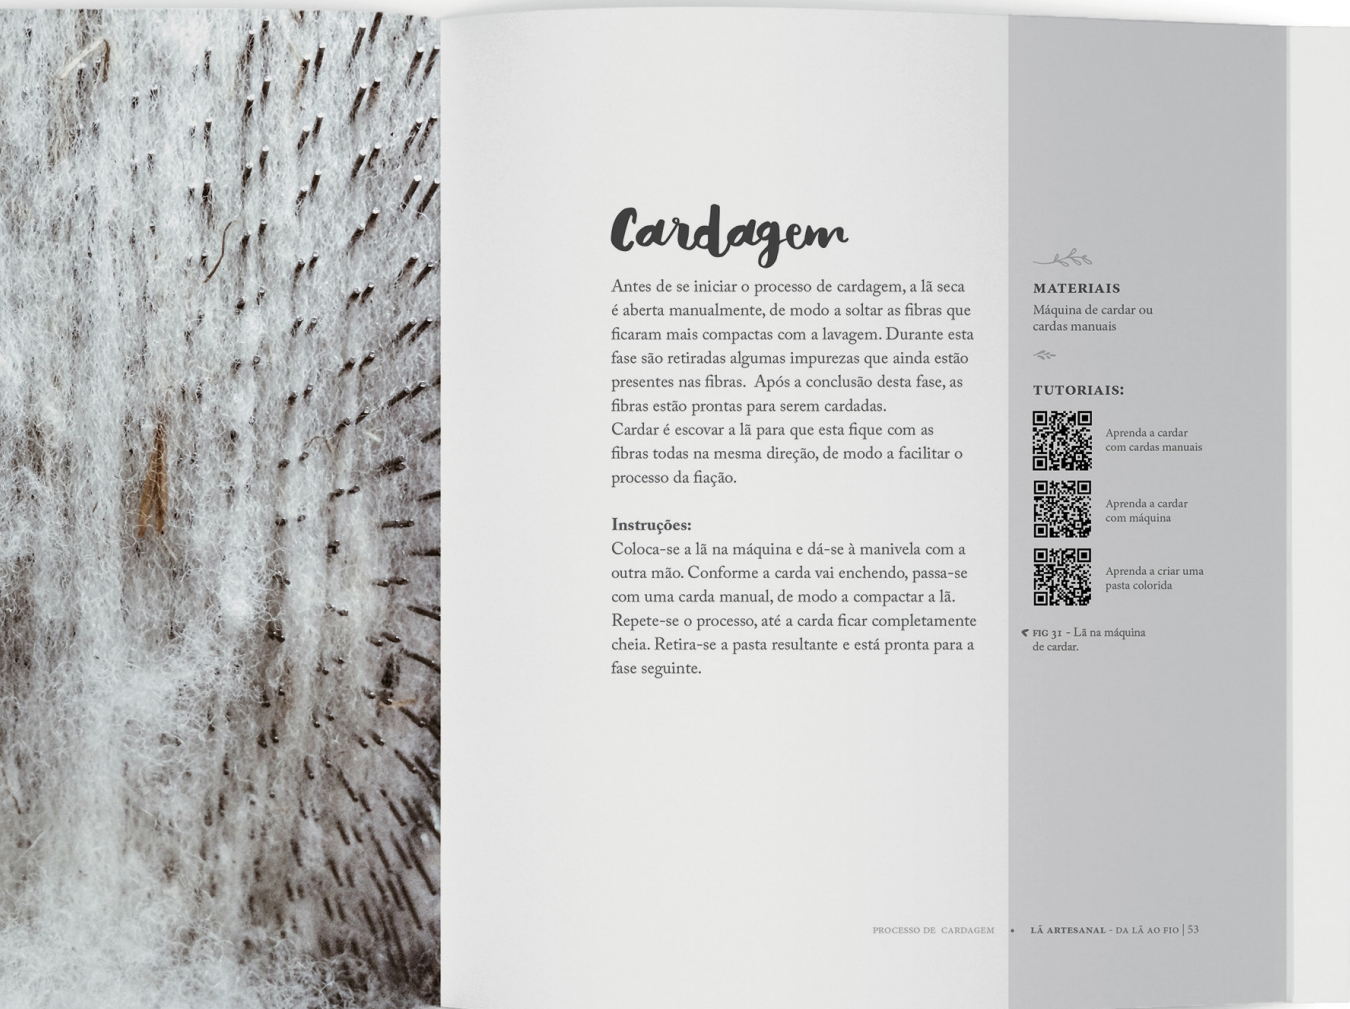 Cardagem
Antes de se iniciar o processo de cardagem, a lã seca
é aberta manualmente, de modo a soltar as fibras que
ficaram mais compactas com a lavagem. Durante esta
fase são retiradas algumas impurezas que ainda estão
presentes nas fibras.  Após a conclusão desta fase, as
fibras estão prontas para serem cardadas.
Cardar é escovar a lã para que esta fique com as
fibras todas na mesma direção, de modo a facilitar o
processo da fiação.
Instruções:
Coloca-se a lã na máquina e dá-se à manivela com a
outra mão. Conforme a carda vai enchendo, passa-se
com uma carda manual, de modo a compactar a lã.
Repete-se o processo, até a carda ficar completamente
cheia. Retira-se a pasta resultante e está pronta para a
fase seguinte.
MATERIAIS
Máquina de cardar ou
cardas manuais
TUTORIAIS:
Aprenda a cardar
com cardas manuais
Aprenda a cardar
com máquina
Aprenda a criar uma
pasta colorida
FIG 31 - Lã na máquina
de cardar.
PROCESSO DE CARDAGEM • LÃ ARTESANAL - DA LÃ AO FIO | 53